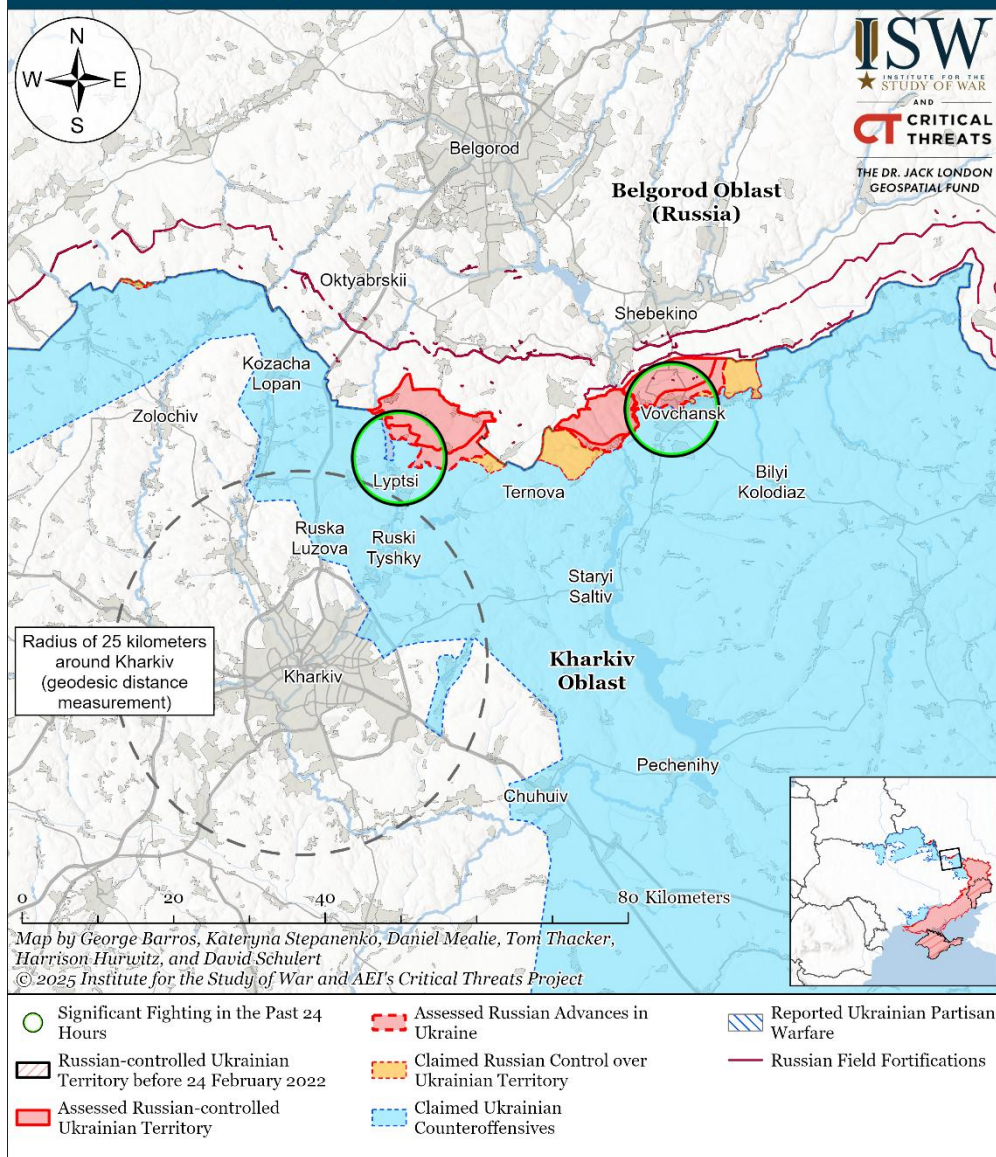 N
W E
S
ISW
INSTITUTE FOR THE
STUDY OF WAR
AND
CT CRITICAL
THREATS
THE DR. JACK LONDON
GEOSPATIAL FUND
Belgorod
Belgorod Oblast
(Russia)
Oktyabrskii
Shebekino
Kozacha
Lopan
Zolochiv
Vovchansk
Lyptsi
Ternova
Bilyi
Kolodiaz
Ruska
Luzova
Ruski
Tyshky
Staryi
Saltiv
Radius of 25 kilometers
around Kharkiv
(geodesic distance
measurement)
Kharkiv
Kharkiv
Oblast
Pechenihy
Chuhuiv
0 20 40 80 Kilometers
Map by George Barros, Kateryna Stepanenko, Daniel Mealie, Tom Thacker,
Harrison Hurwitz, and David Schulert
© 2025 Institute for the Study of War and AEI's Critical Threats Project
Significant Fighting in the Past 24
Hours
Russian-controlled Ukrainian
Territory before 24 February 2022
Assessed Russian-controlled
Ukrainian Territory
Assessed Russian Advances in
Ukraine
Claimed Russian Control over
Ukrainian Territory
Claimed Ukrainian
Counteroffensives
Reported Ukrainian Partisan
Warfare
Russian Field Fortifications